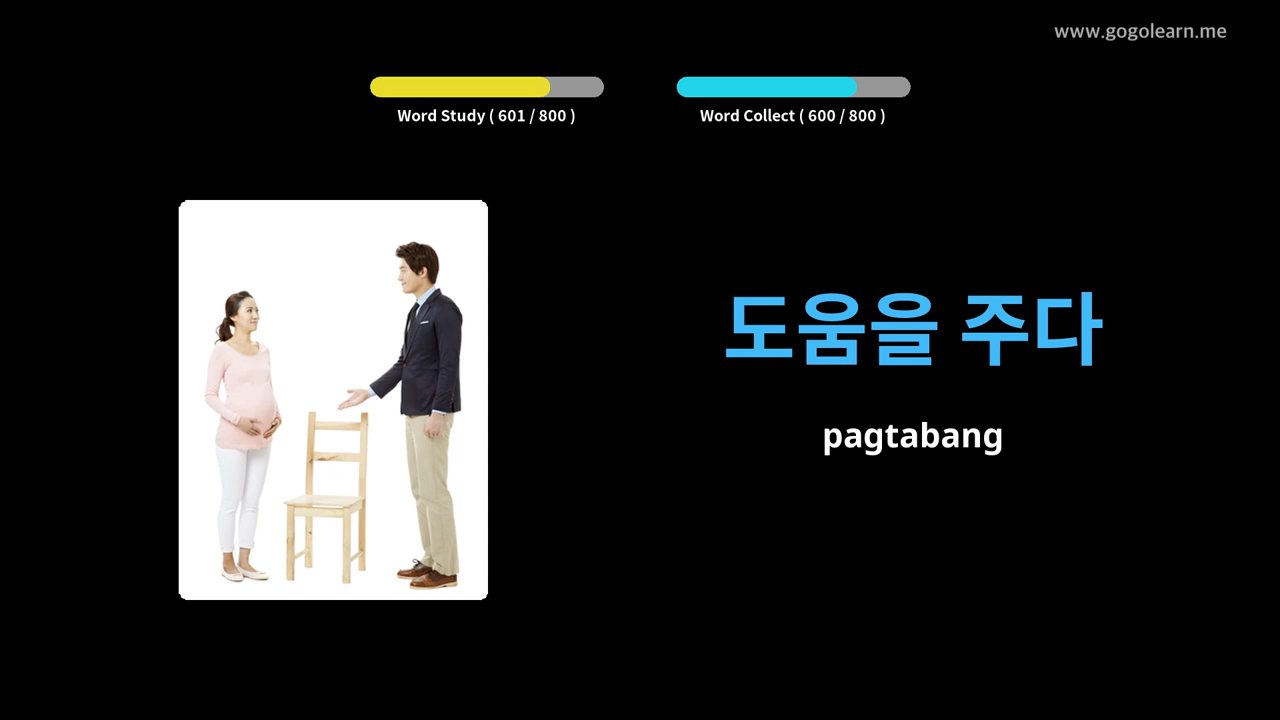 www.gogolearn.me
Word Study ( 601 / 800 )
Word Collect ( 600 / 800 )
도움을 주다
pagtabang